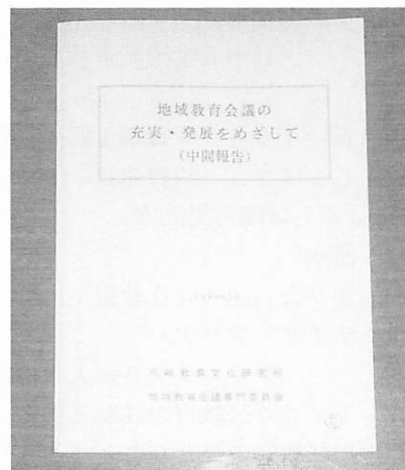 地域教育会議の
充実・発展をめざして
（中間報告）
川崎教育文化研究所
地域教育会議専門委員会